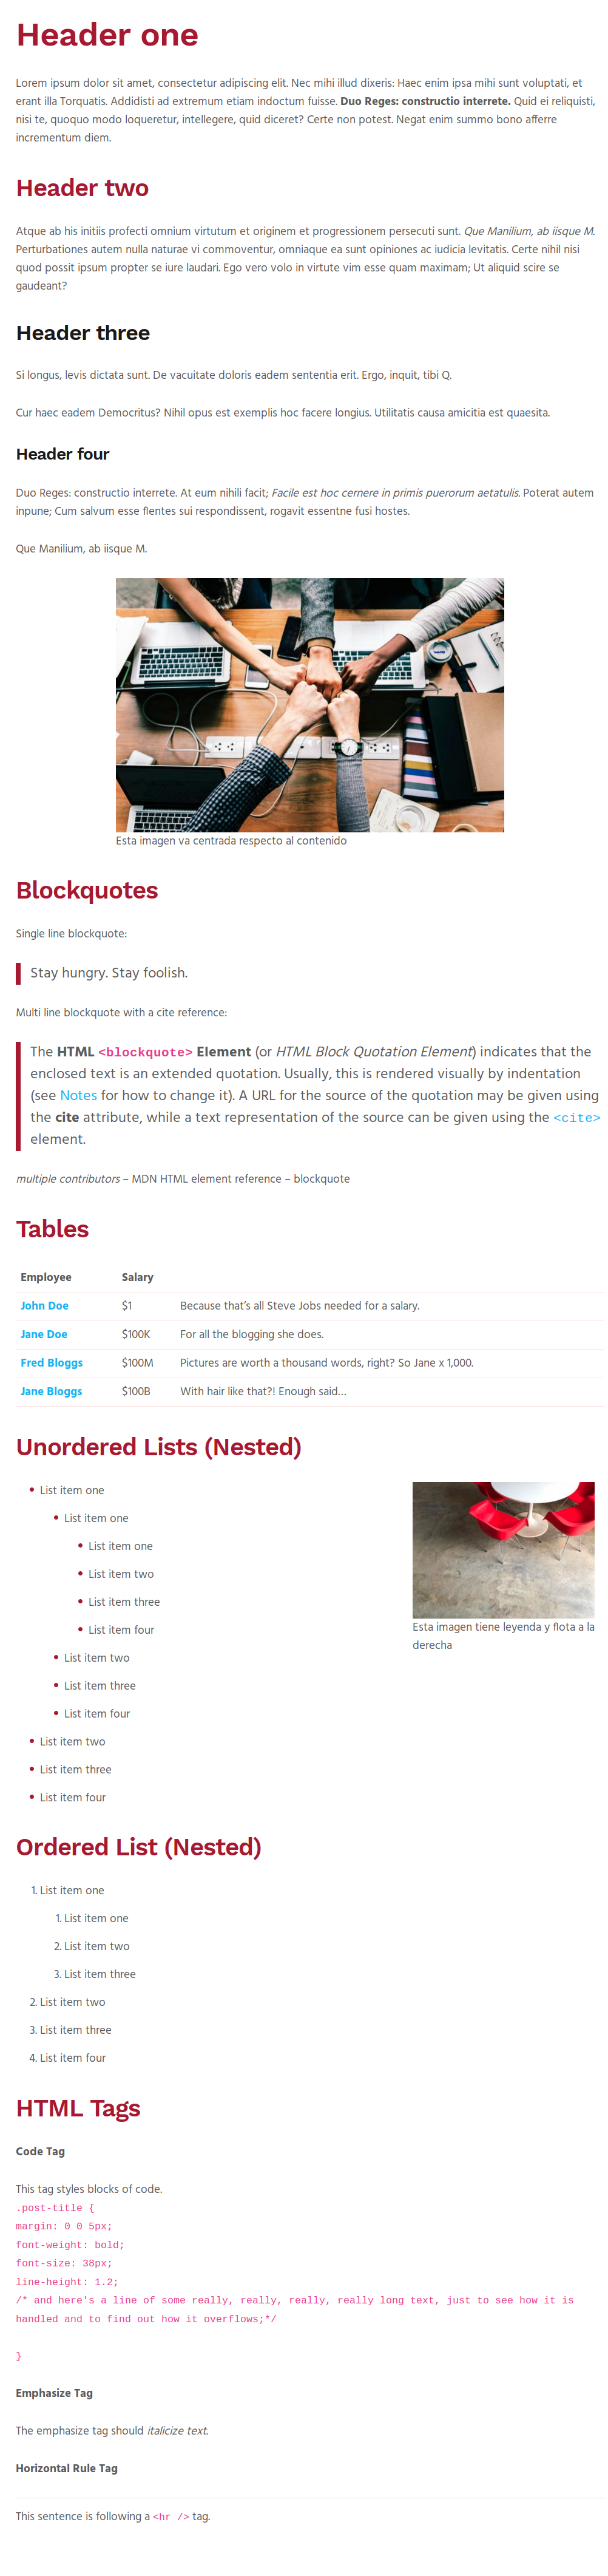 Header one
Lorem ipsum dolor sit amet, consectetur adipiscing elit. Nec mihi illud dixeris: Haec enim ipsa mihi sunt voluptati, et
erant illa Torquatis. Addidisti ad extremum etiam indoctum fuisse. Duo Reges: constructio interrete. Quid ei reliquisti,
nisi te, quoquo modo loqueretur, intellegere, quid diceret? Certe non potest. Negat enim summo bono afferre
incrementum diem.
Header two
Atque ab his initiis profecti omnium virtutum et originem et progressionem persecuti sunt. Que Manilium, ab iisque M.
Perturbationes autem nulla naturae vi commoventur, omniaque ea sunt opiniones ac iudicia levitatis. Certe nihil nisi
quod possit ipsum propter se iure laudari. Ego vero volo in virtute vim esse quam maximam; Ut aliquid scire se
gaudeant?
Header three
Si longus, levis dictata sunt. De vacuitate doloris eadem sententia erit. Ergo, inquit, tibi Q.
Cur haec eadem Democritus? Nihil opus est exemplis hoc facere longius. Utilitatis causa amicitia est quaesita.
Header four
Duo Reges: constructio interrete. At eum nihili facit; Facile est hoc cernere in primis puerorum aetatulis. Poterat autem
inpune; Cum salvum esse flentes sui respondissent, rogavit essentne fusi hostes.
Que Manilium, ab iisque M.
Esta imagen va centrada respecto al contenido
Blockquotes
Single line blockquote:
Stay hungry. Stay foolish.
Multi line blockquote with a cite reference:
The HTML <blockquote> Element (or HTML Block Quotation Element) indicates that the
enclosed text is an extended quotation. Usually, this is rendered visually by indentation
(see Notes for how to change it). A URL for the source of the quotation may be given using
the cite attribute, while a text representation of the source can be given using the <cite>
element.
multiple contributors – MDN HTML element reference – blockquote
Tables
Employee Salary
John Doe $1 Because that's all Steve Jobs needed for a salary.
Jane Doe $100K For all the blogging she does.
Fred Bloggs $100M Pictures are worth a thousand words, right? So Jane x 1,000.
Jane Bloggs $100B With hair like that?! Enough said…
Unordered Lists (Nested)
• List item one
• List item one
• List item one
• List item two
• List item three
• List item four
• List item two
• List item three
• List item four
• List item two
• List item three
• List item four
Esta imagen tiene leyenda y flota a la
derecha
Ordered List (Nested)
1. List item one
1. List item one
2. List item two
3. List item three
2. List item two
3. List item three
4. List item four
HTML Tags
Code Tag
This tag styles blocks of code.
.post-title {
margin: 0 0 5px;
font-weight: bold;
font-size: 38px;
line-height: 1.2;
/* and here's a line of some really, really, really, really long text, just to see how it is
handled and to find out how it overflows;*/
}
Emphasize Tag
The emphasize tag should italicize text.
Horizontal Rule Tag
This sentence is following a <hr /> tag.